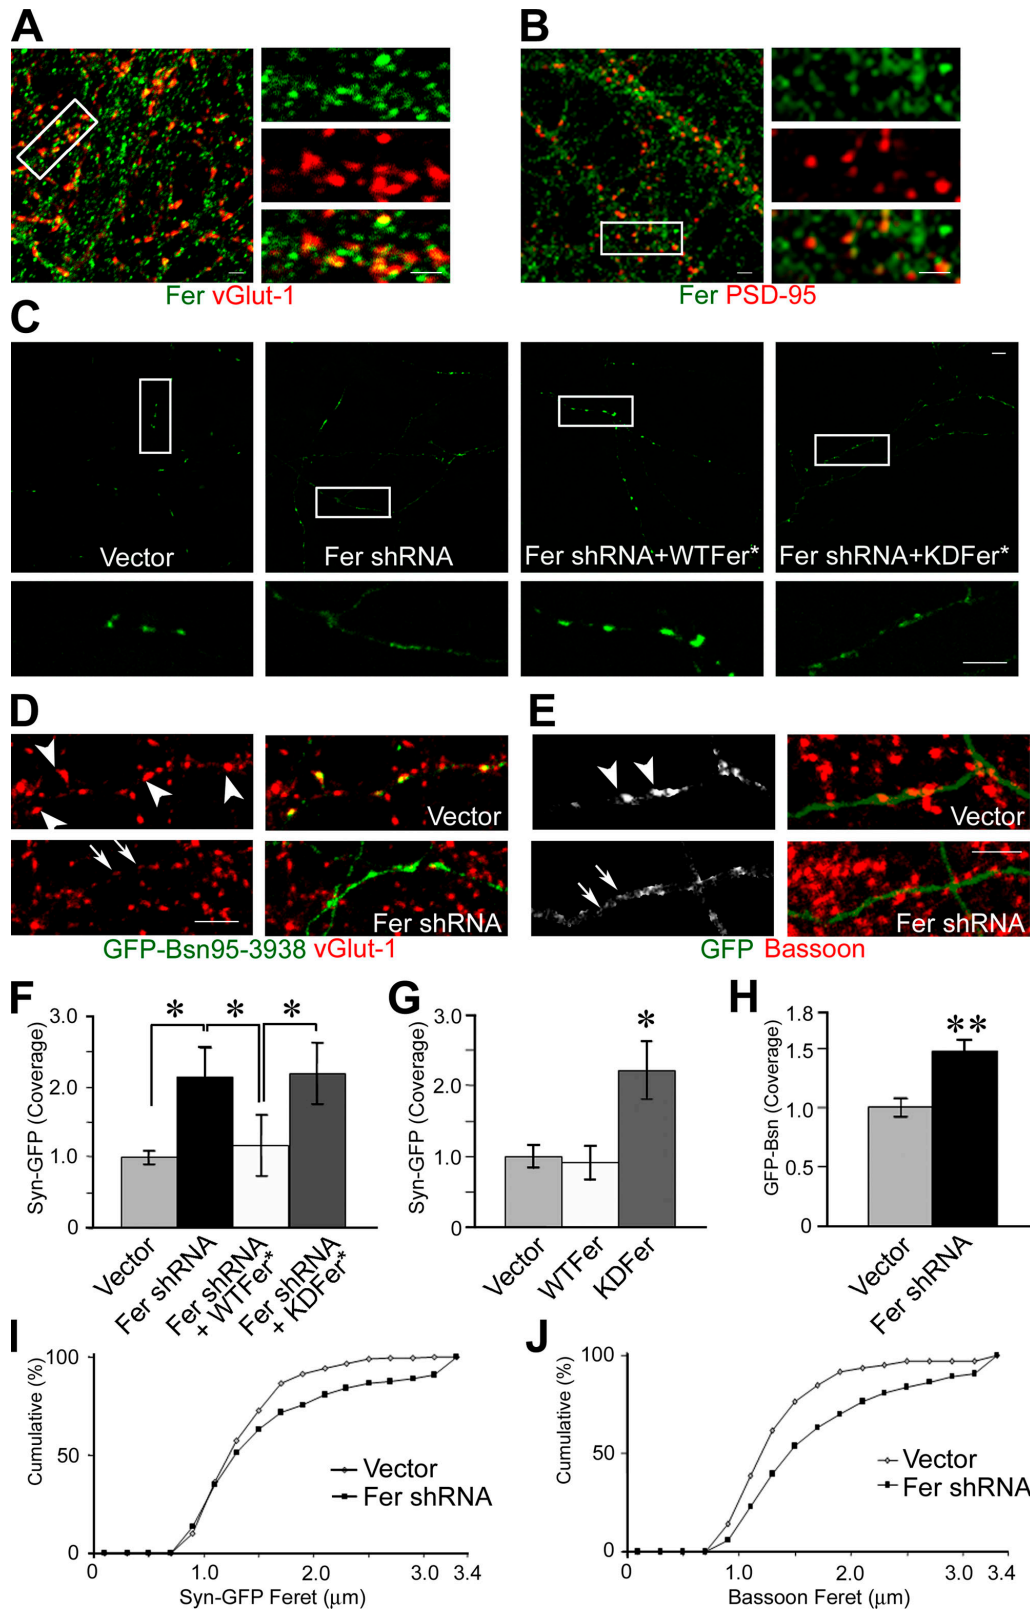 A
B
Fer vGlut-1
Fer PSD-95
C
Vector
Fer shRNA
Fer shRNA+WTFer*
Fer shRNA+KDFer*
D
E
Vector
Vector
Fer shRNA
Fer shRNA
GFP-Bsn95-3938 vGlut-1
GFP Bassoon
F
G
H
Syn-GFP (Coverage)
3.0
2.0
1.0
0
*
*
*
Vector
Fer shRNA
Fer shRNA
+ WTFer*
Fer shRNA
+ KDFer*
Syn-GFP (Coverage)
3.0
2.0
1.0
0
*
Vector
WTFer
KDFer
GFP-Bsn (Coverage)
1.8
1.5
1.0
0.5
0
**
Vector
Fer shRNA
I
J
Cumulative (%)
100
50
0
Vector
Fer shRNA
0 1.0 2.0 3.0 3.4
Syn-GFP Feret (μm)
Cumulative (%)
100
50
0
Vector
Fer shRNA
0 1.0 2.0 3.0 3.4
Bassoon Feret (μm)